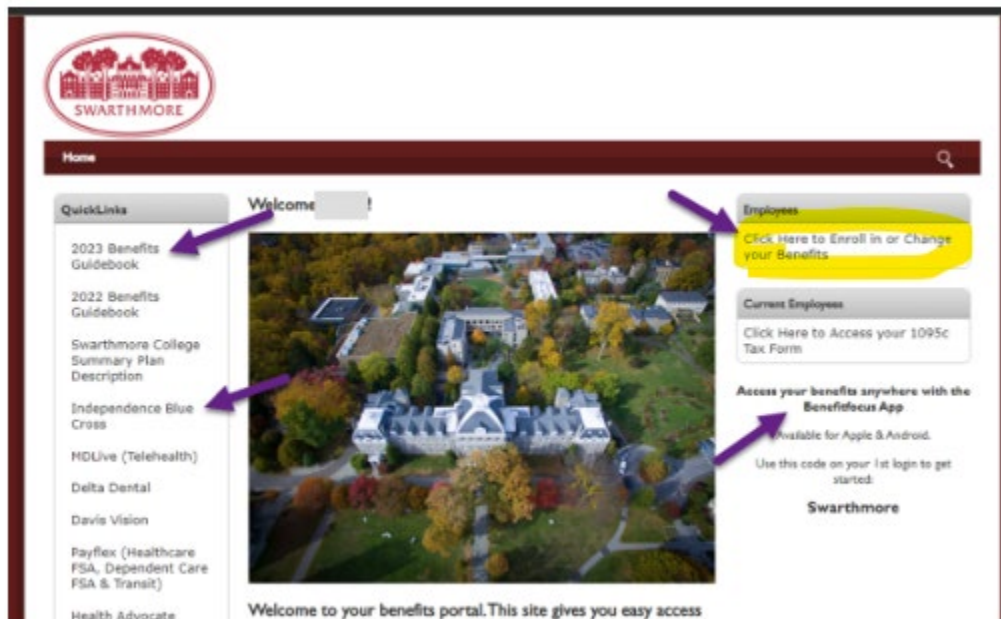 SWARTHMORE
Home
QuickLinks
2023 Benefits
Guidebook
2022 Benefits
Guidebook
Swarthmore College
Summary Plan
Description
Independence Blue
Cross
MDLive (Telehealth)
Delta Dental
Davis Vision
Payflex (Healthcare
FSA, Dependent Care
FSA & Transit)
Health Advocate
Welcome !
Welcome to your benefits portal. This site gives you easy access
Employees
Click Here to Enroll in or Change
your Benefits
Current Employees
Click Here to Access your 1095c
Tax Form
Access your benefits anywhere with the
Benefitfocus App
Available for Apple & Android.
Use this code on your 1st login to get
started:
Swarthmore